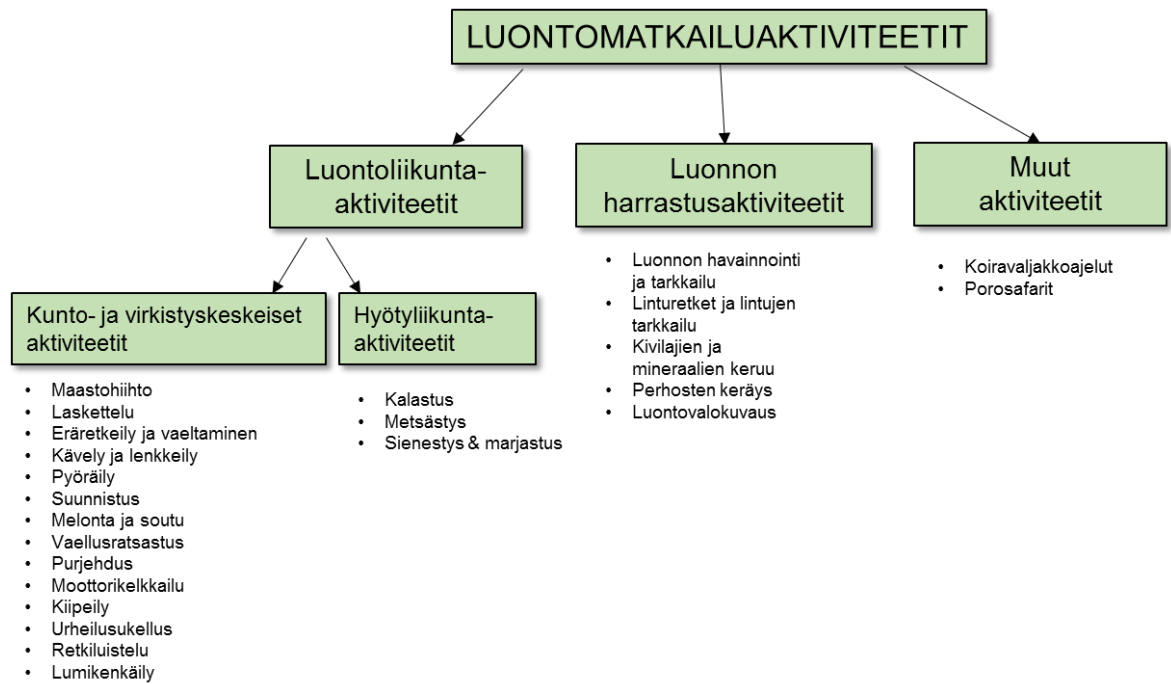 LUONTOMATKAILUAKTIVITEETIT
Luontoliikunta-
aktiviteetit
Luonnon
harrastusaktiviteetit
Muut
aktiviteetit
Kunto- ja virkistyskeskeiset
aktiviteetit
• Maastohiihto
• Laskettelu
• Eräretkeily ja vaeltaminen
• Kävely ja lenkkeily
• Pyöräily
• Suunnistus
• Melonta ja soutu
• Vaellusratsastus
• Purjehdus
• Moottorikelkkailu
• Kiipeily
• Urheilusukellus
• Retkiluistelu
• Lumikenkäily
Hyötyliikunta-
aktiviteetit
• Kalastus
• Metsästys
• Sienestys & marjastus
• Luonnon havainnointi
ja tarkkailu
• Linturetket ja lintujen
tarkkailu
• Kivilajien ja
mineraalien keruu
• Perhosten keräys
• Luontovalokuvaus
• Koiravaljakkoajelut
• Porosafarit